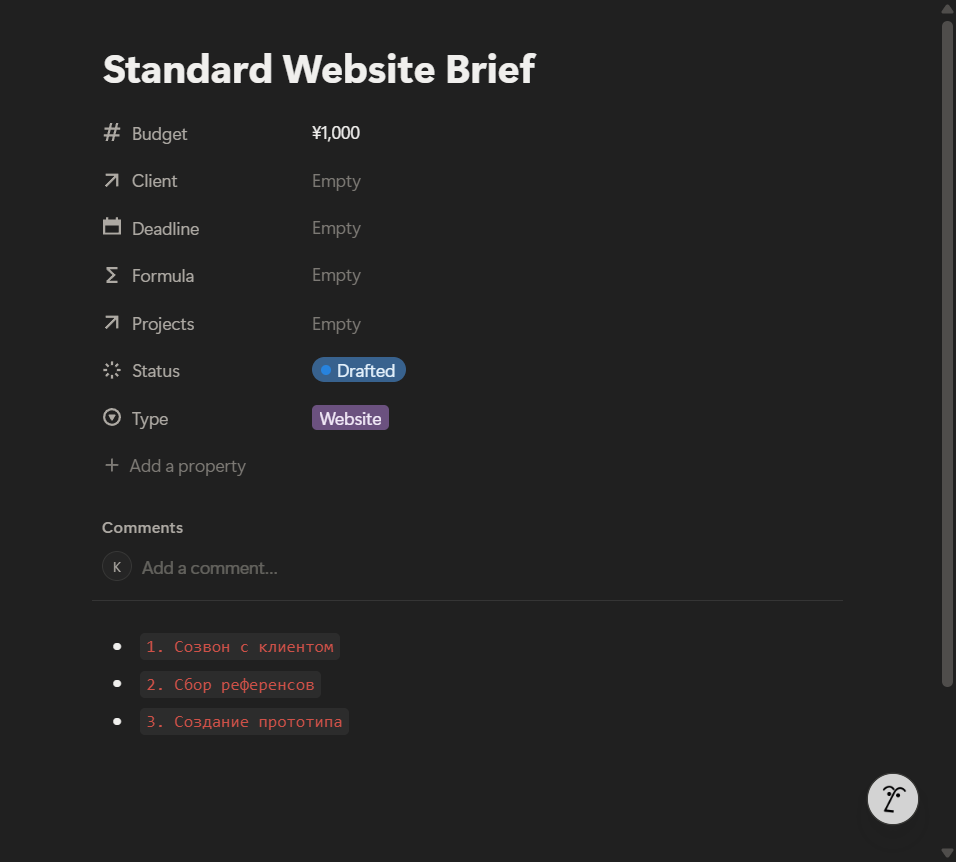 Standard Website Brief
Budget ¥1,000
Client Empty
Deadline Empty
Formula Empty
Projects Empty
Status Drafted
Type Website
Add a property
Comments
K Add a comment...
1. Созвон с клиентом
2. Сбор референсов
3. Создание прототипа